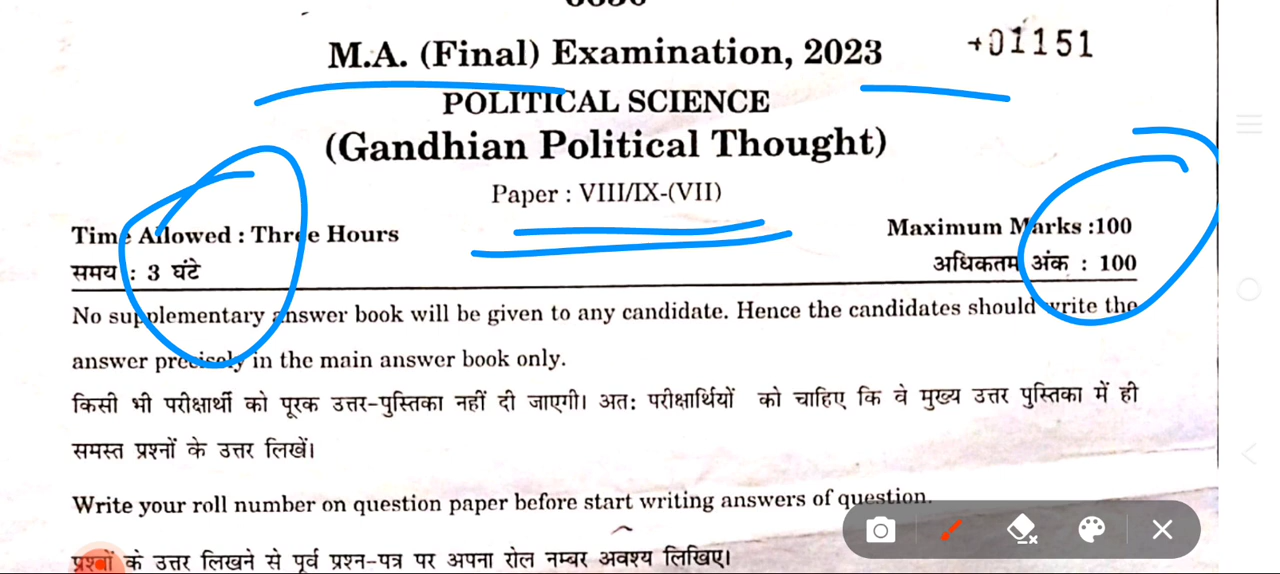 M.A. (Final) Examination, 2023
+01151
POLITICAL SCIENCE
(Gandhian Political Thought)
Paper : VIII/IX-(VII)
Time Allowed : Three Hours
Maximum Marks :100
समय : 3 घंटे
अधिकतम अंक : 100
No supplementary answer book will be given to any candidate. Hence the candidates should write the
answer precisely in the main answer book only.
किसी भी परीक्षार्थी को पूरक उत्तर-पुस्तिका नहीं दी जाएगी। अतः परीक्षार्थियों को चाहिए कि वे मुख्य उत्तर पुस्तिका में ही
समस्त प्रश्नों के उत्तर लिखें।
Write your roll number on question paper before start writing answers of question.
प्रश्नों के उत्तर लिखने से पूर्व प्रश्न-पत्र पर अपना रोल नम्बर अवश्य लिखिए।